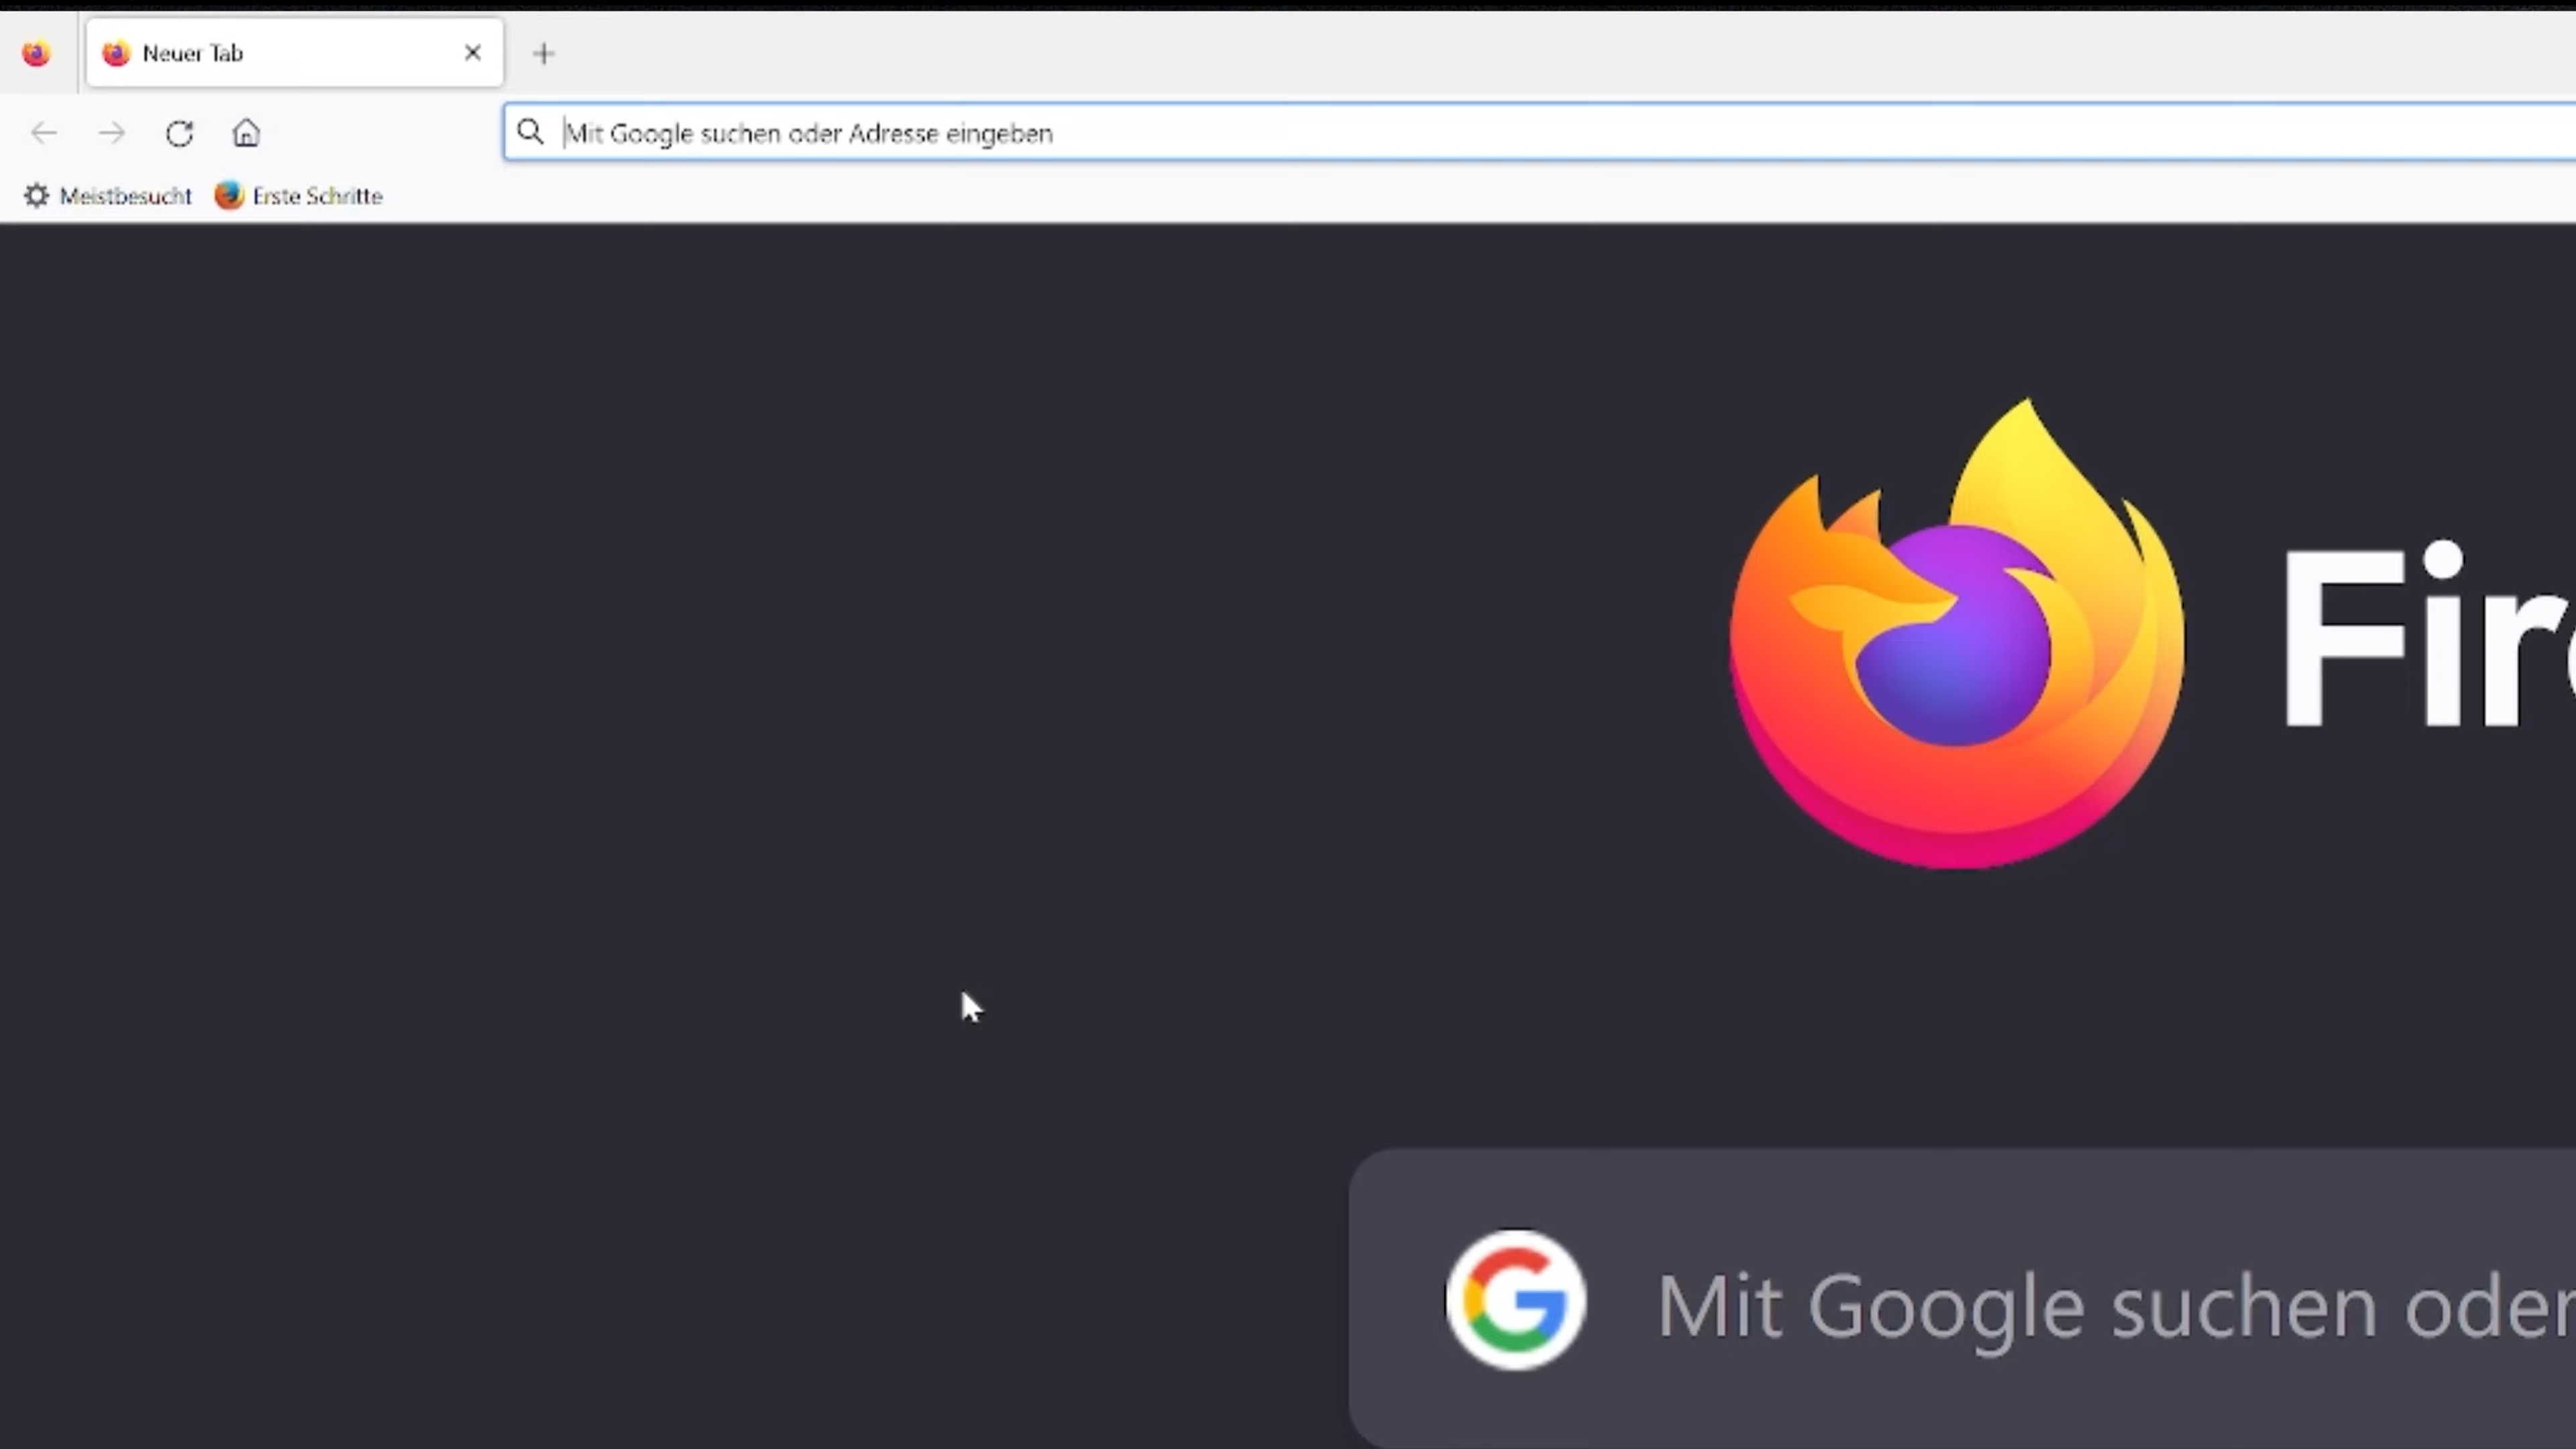 Neuer Tab
Mit Google suchen oder Adresse eingeben
Meistbesucht Erste Schritte
Fir
Mit Google suchen oder